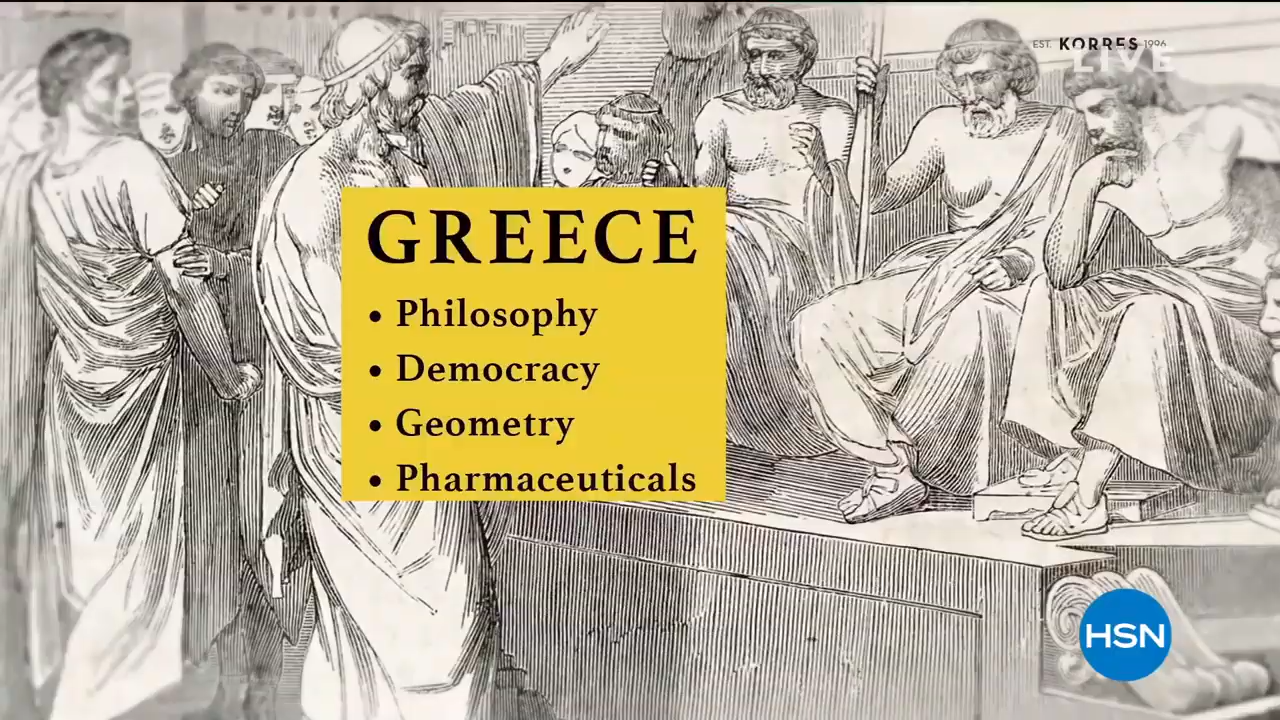 EST. KORRES 1996
LIVE
GREECE
• Philosophy
• Democracy
• Geometry
• Pharmaceuticals
HSN